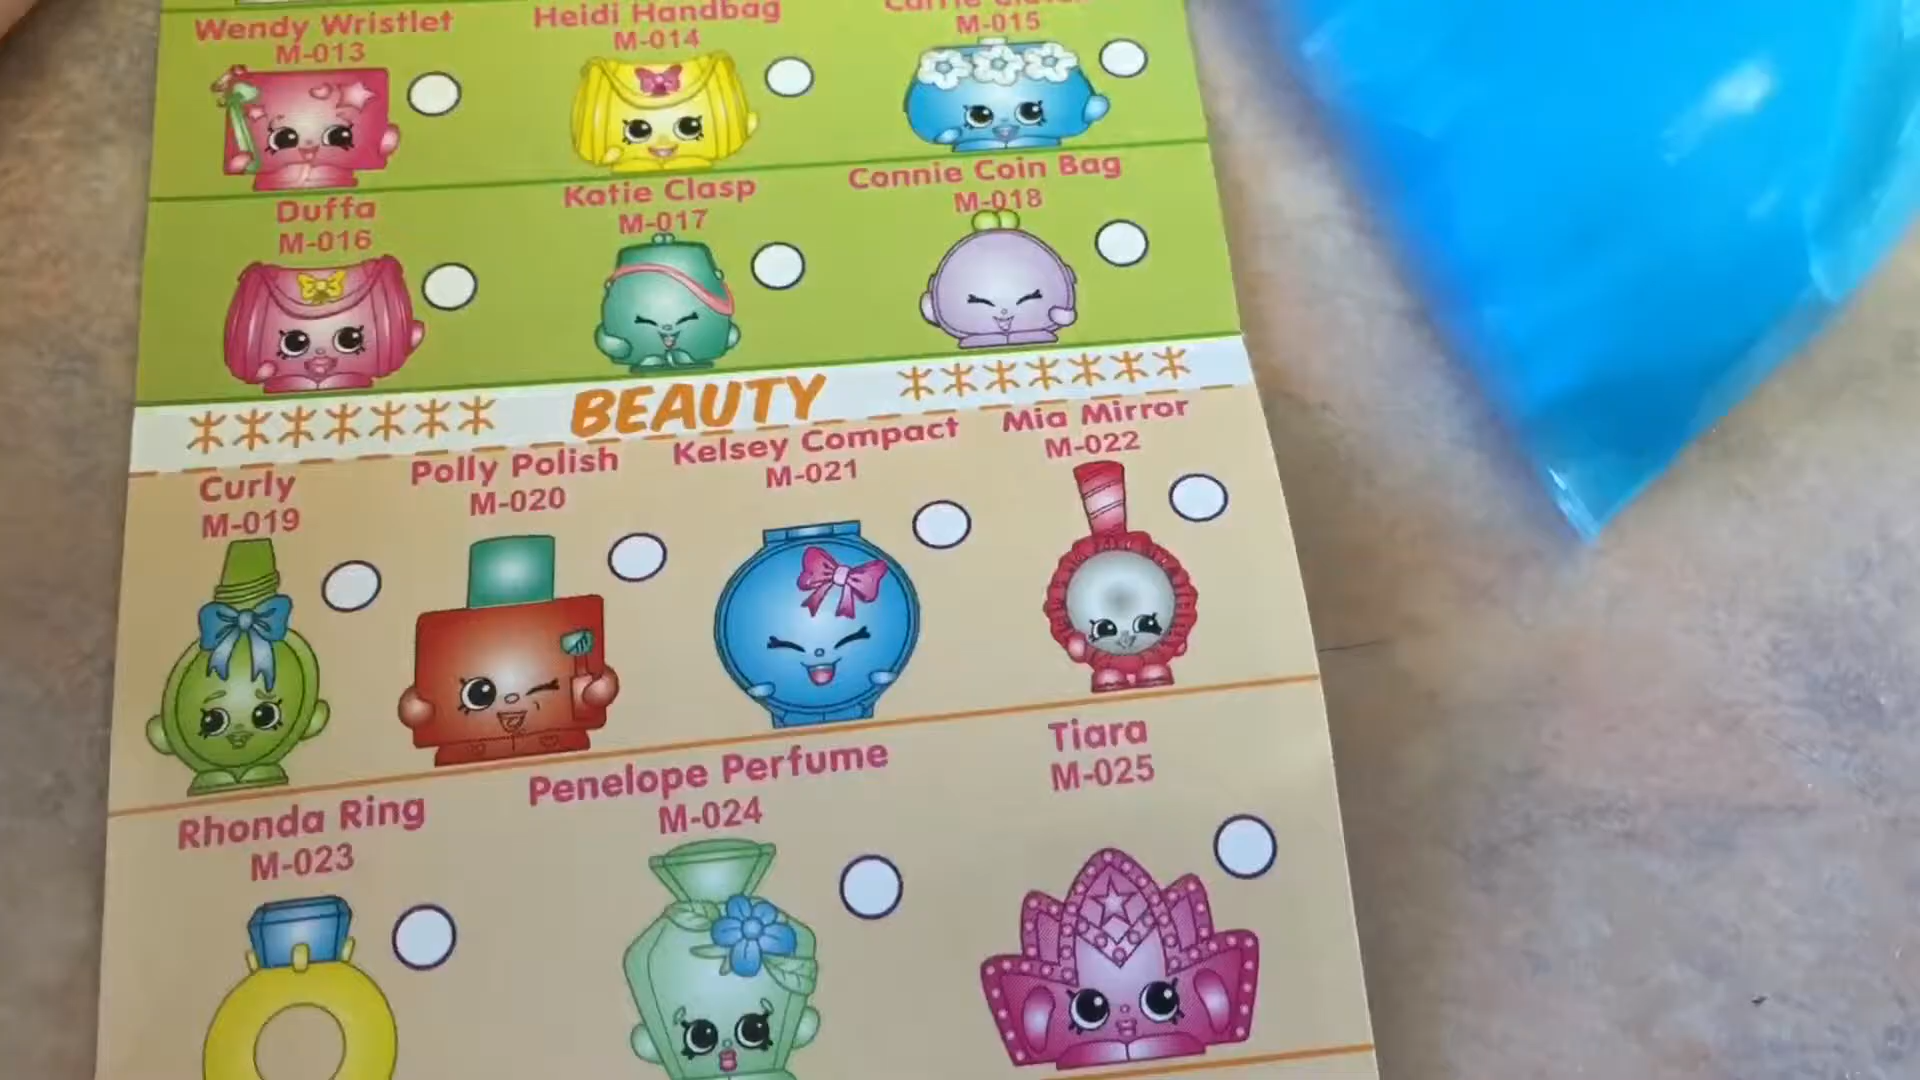 Wendy Wristlet
M-013
Heidi Handbag
M-014
M-015
Duffa
M-016
Katie Clasp
M-017
Connie Coin Bag
M-018
BEAUTY
Curly
M-019
Polly Polish
M-020
Kelsey Compact
M-021
Mia Mirror
M-022
Rhonda Ring
M-023
Penelope Perfume
M-024
Tiara
M-025